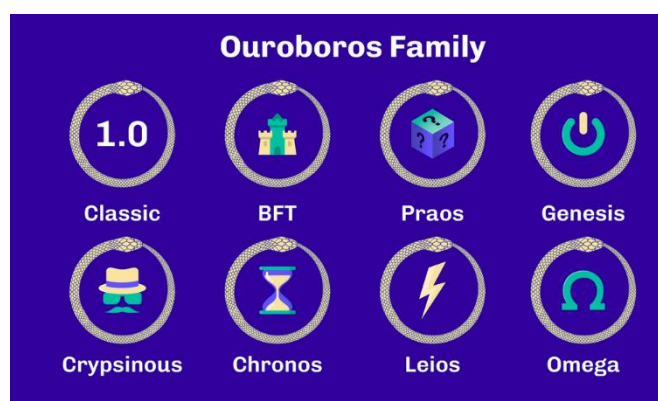 Ouroboros Family
1.0
Classic BFT Praos Genesis
? ? ?
Crypsinous Chronos Leios Omega
Ω